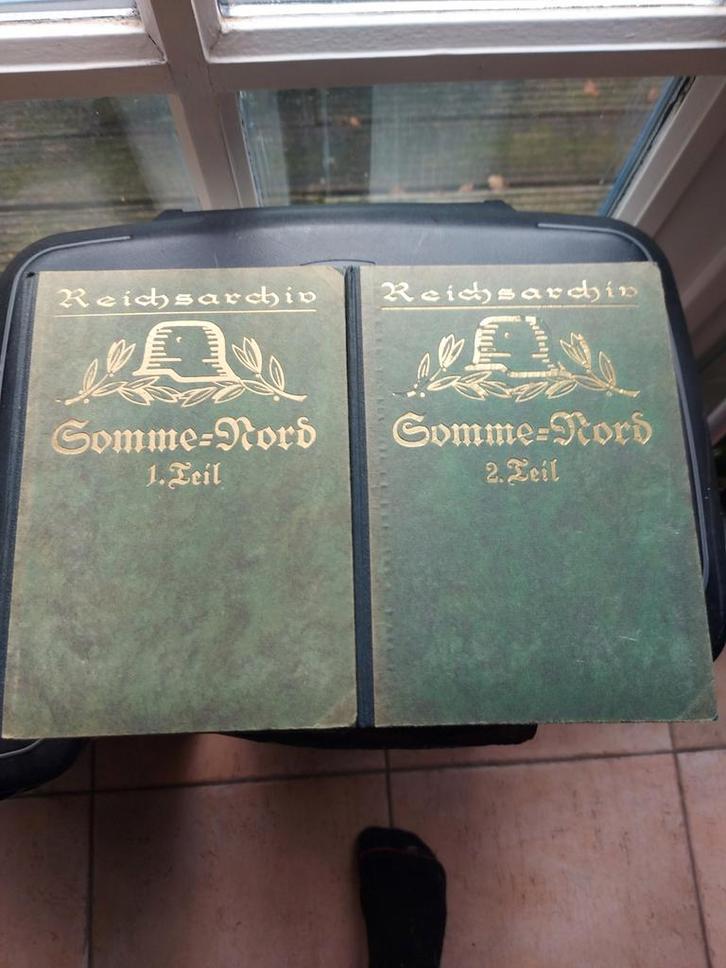 Reichsarchiv
Somme=Nord
1. Teil
Reichsarchiv
Somme=Nord
2. Teil